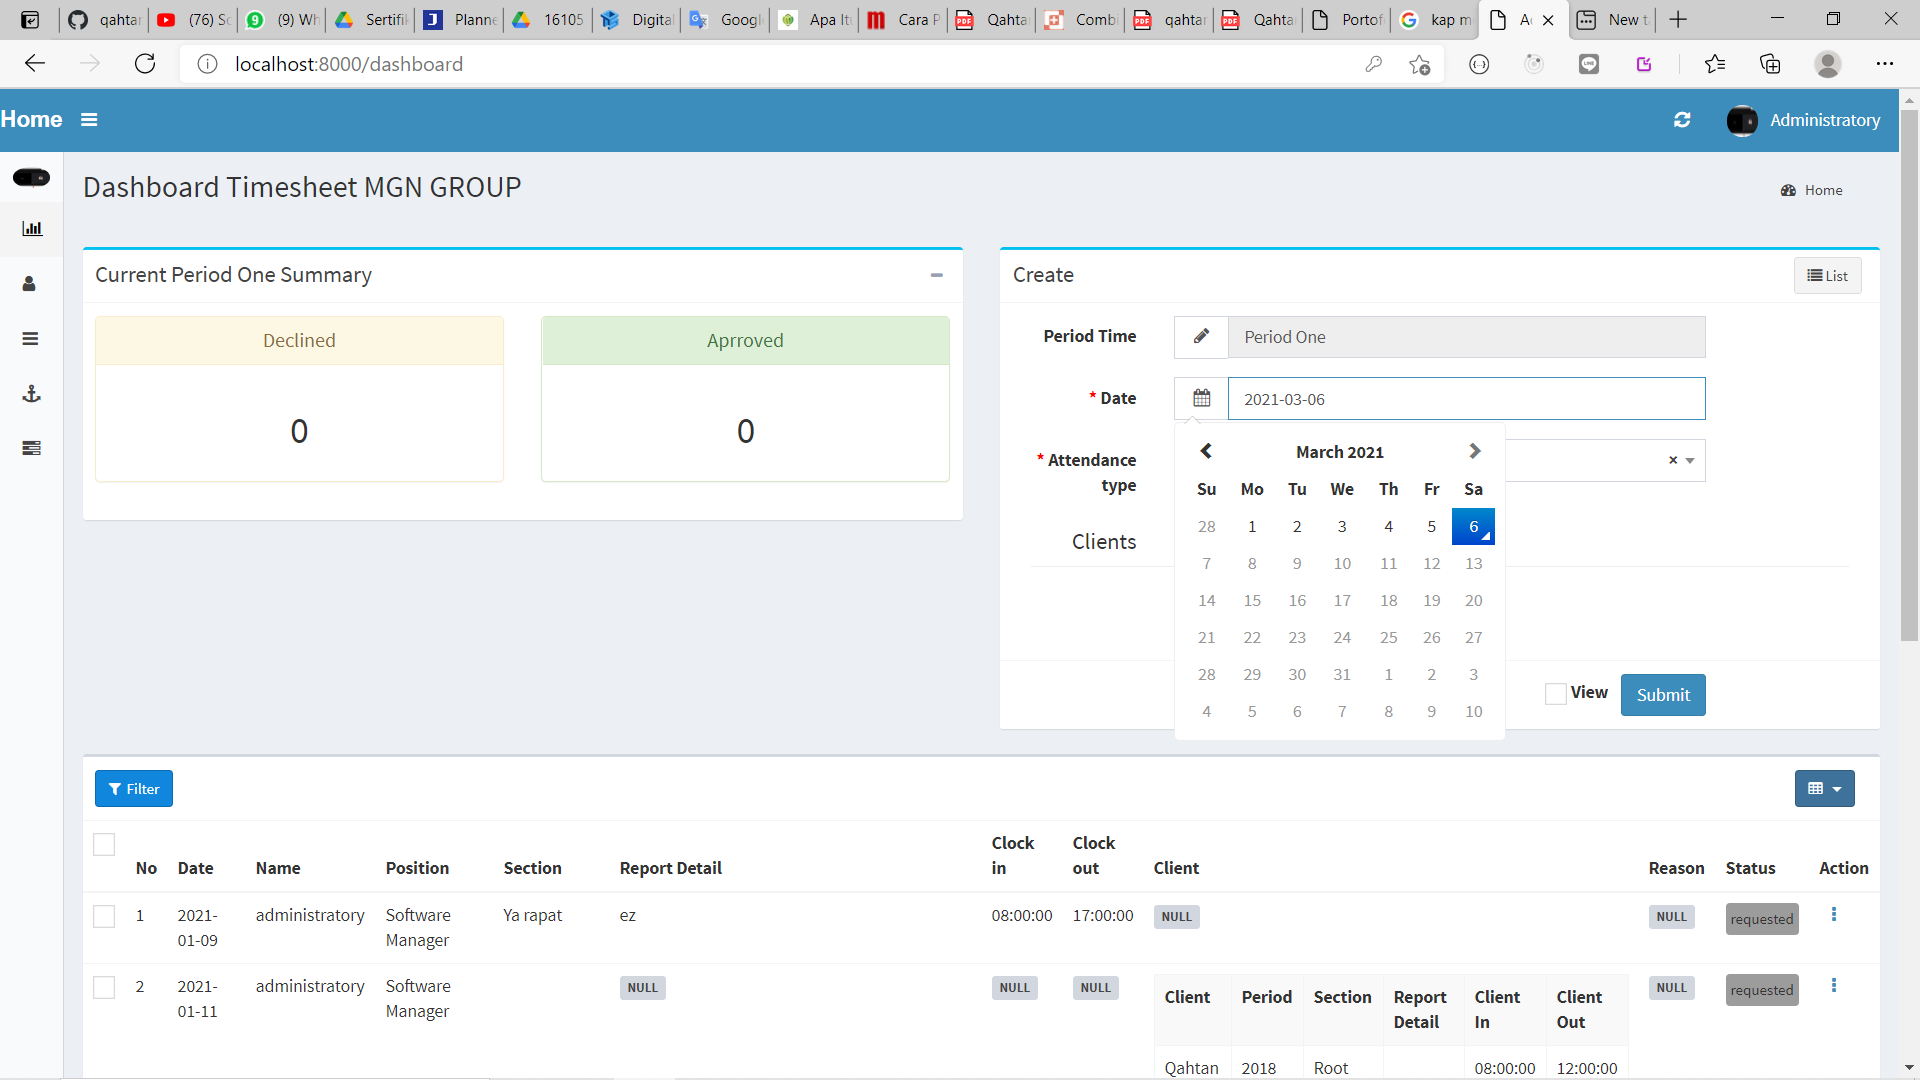 qahtan
(76) Sc
(9) Wh
Sertifik
Planne
16105
Digital
Google
Apa It
Cara P
Qahtan
Combi
qahtan
Qahta
Portofo
kap m
Ac
New t
localhost:8000/dashboard
Home
Administratory
Dashboard Timesheet MGN GROUP
Home
Current Period One Summary
Declined
Aprroved
0
0
Create
List
Period Time
Period One
* Date
2021-03-06
* Attendance
type
×
March 2021
Su Mo Tu We Th Fr Sa
28 1 2 3 4 5 6
7 8 9 10 11 12 13
14 15 16 17 18 19 20
21 22 23 24 25 26 27
28 29 30 31 1 2 3
4 5 6 7 8 9 10
Clients
View
Submit
Filter
No Date Name Position Section Report Detail Clock in Clock out Client Reason Status Action
1 2021-01-09 administratory Software Manager Ya rapat ez 08:00:00 17:00:00 NULL NULL requested
2 2021-01-11 administratory Software Manager NULL NULL NULL NULL requested
Client Period Section Report Detail Client In Client Out
Qahtan 2018 Root 08:00:00 12:00:00